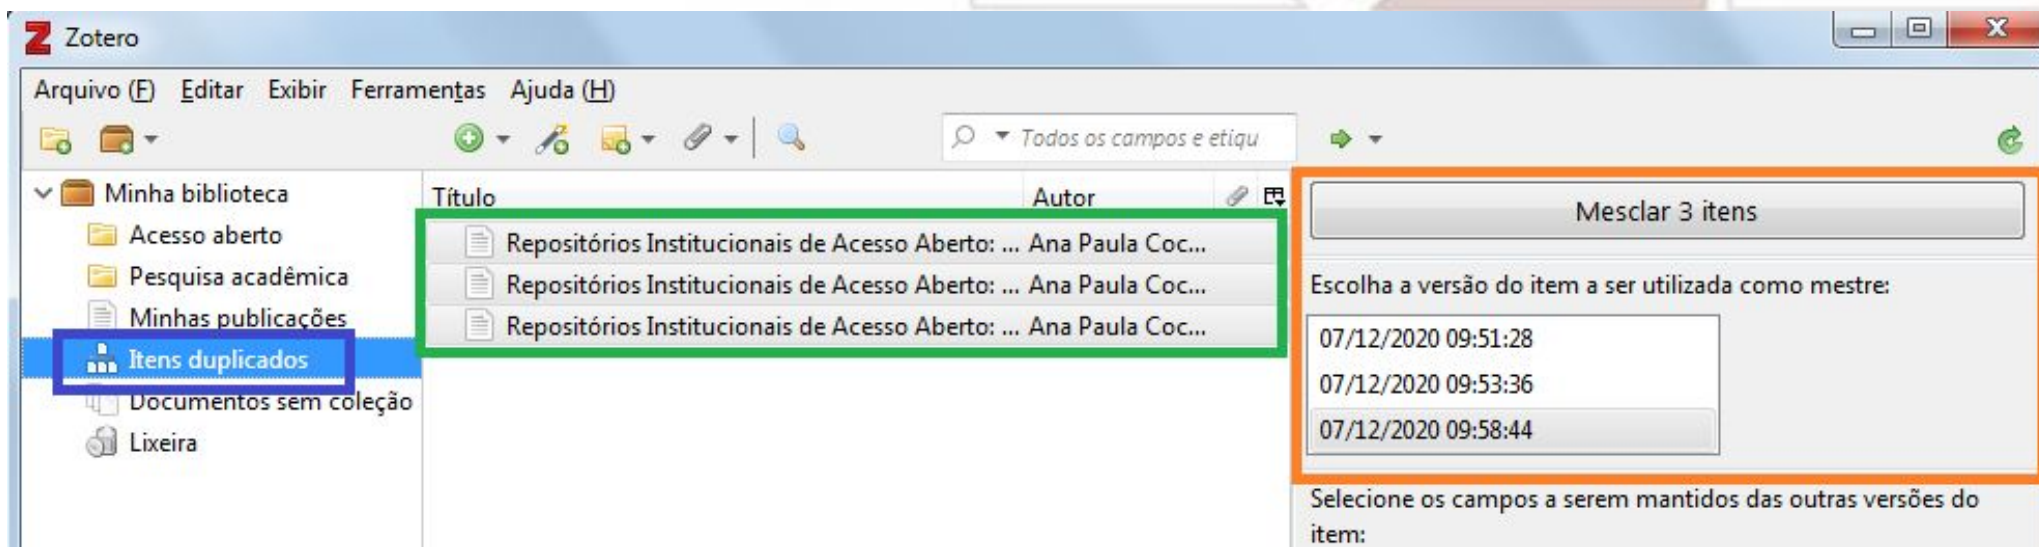 Zotero
Arquivo (F) Editar Exibir Ferramentas Ajuda (H)
Todos os campos e etiqu
Minha biblioteca
Acesso aberto
Pesquisa acadêmica
Minhas publicações
Itens duplicados
Documentos sem coleção
Lixeira
Título Autor
Repositórios Institucionais de Acesso Aberto: ... Ana Paula Coc...
Repositórios Institucionais de Acesso Aberto: ... Ana Paula Coc...
Repositórios Institucionais de Acesso Aberto: ... Ana Paula Coc...
Mesclar 3 itens
Escolha a versão do item a ser utilizada como mestre:
07/12/2020 09:51:28
07/12/2020 09:53:36
07/12/2020 09:58:44
Selecione os campos a serem mantidos das outras versões do
item: